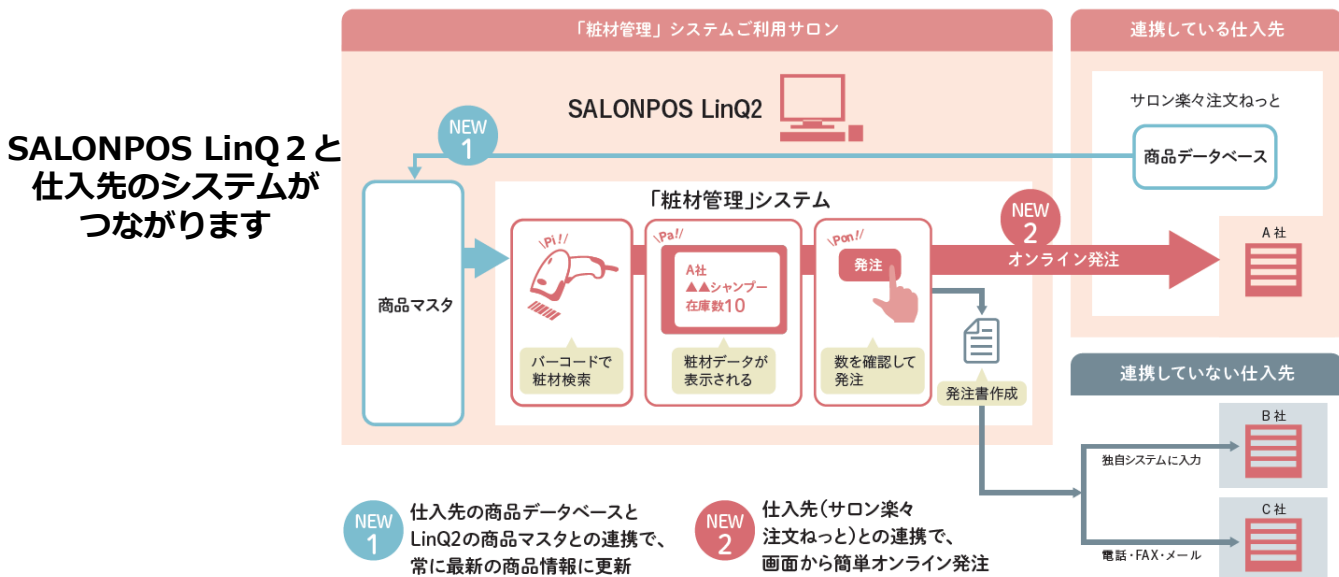 SALONPOS LinQ2と
仕入先のシステムが
つながります
「粧材管理」システムご利用サロン
SALONPOS LinQ2
NEW
1
商品マスタ
「粧材管理」システム
Pi!!
バーコードで
粧材検索
Pa!!
A社
▲▲シャンプー
在庫数10
粧材データが
表示される
Pon!!
発注
数を確認して
発注
発注書作成
NEW
2
オンライン発注
連携している仕入先
サロン楽々注文ねっと
商品データベース
A社
連携していない仕入先
B社
独自システムに入力
C社
電話・FAX・メール
NEW
1
仕入先の商品データベースと
LinQ2の商品マスタとの連携で、
常に最新の商品情報に更新
NEW
2
仕入先(サロン楽々
注文ねっと)との連携で、
画面から簡単オンライン発注